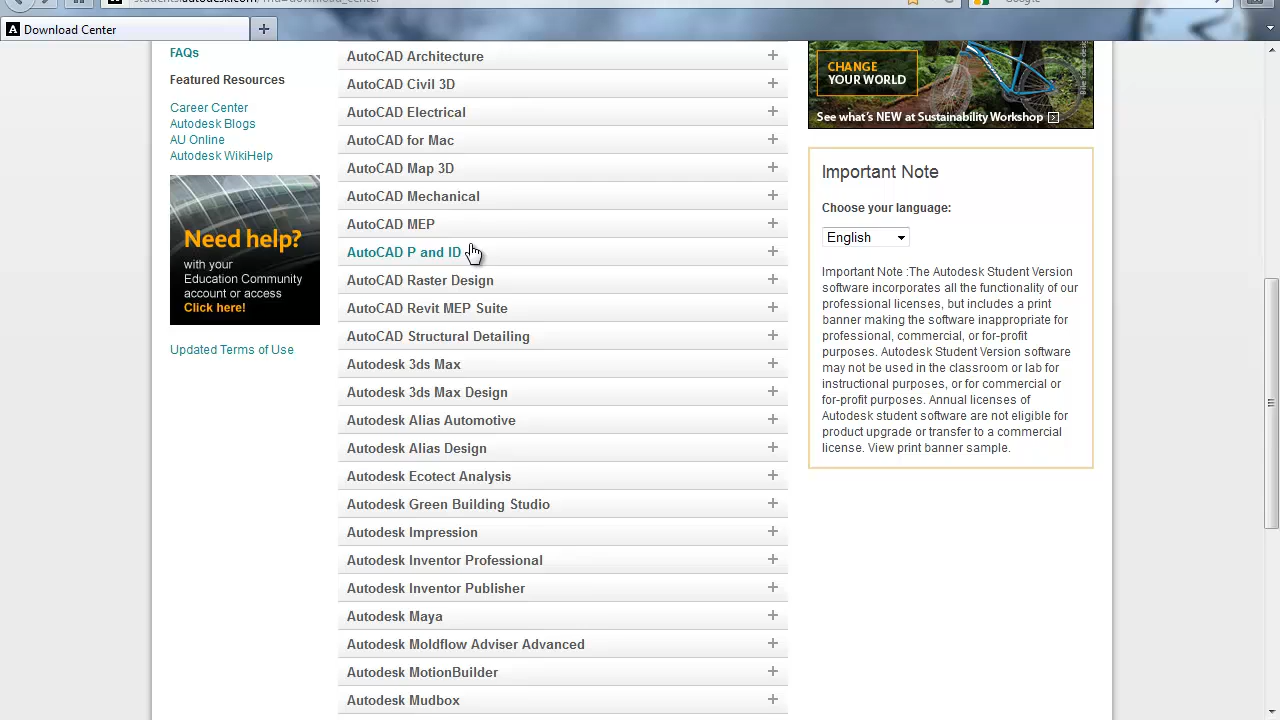 Download Center
FAQs
Featured Resources
Career Center
Autodesk Blogs
AU Online
Autodesk WikiHelp
Need help?
with your
Education Community
account or access
Click here!
Updated Terms of Use
AutoCAD Architecture
AutoCAD Civil 3D
AutoCAD Electrical
AutoCAD for Mac
AutoCAD Map 3D
AutoCAD Mechanical
AutoCAD MEP
AutoCAD P and ID
AutoCAD Raster Design
AutoCAD Revit MEP Suite
AutoCAD Structural Detailing
Autodesk 3ds Max
Autodesk 3ds Max Design
Autodesk Alias Automotive
Autodesk Alias Design
Autodesk Ecotect Analysis
Autodesk Green Building Studio
Autodesk Impression
Autodesk Inventor Professional
Autodesk Inventor Publisher
Autodesk Maya
Autodesk Moldflow Adviser Advanced
Autodesk MotionBuilder
Autodesk Mudbox
CHANGE
YOUR WORLD
See what's NEW at Sustainability Workshop
Important Note
Choose your language:
English
Important Note :The Autodesk Student Version
software incorporates all the functionality of our
professional licenses, but includes a print
banner making the software inappropriate for
professional, commercial, or for-profit
purposes. Autodesk Student Version software
may not be used in the classroom or lab for
instructional purposes, or for commercial or
for-profit purposes. Annual licenses of
Autodesk student software are not eligible for
product upgrade or transfer to a commercial
license. View print banner sample.